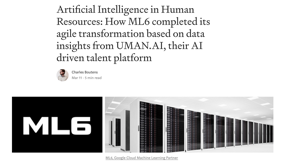 Artificial Intelligence in Human
Resources: How ML6 completed its
agile transformation based on data
insights from UMAN.AI, their AI
driven talent platform
Charles Boutens
Mar 11 · 5 min read
ML6
ML6, Google Cloud Machine Learning Partner